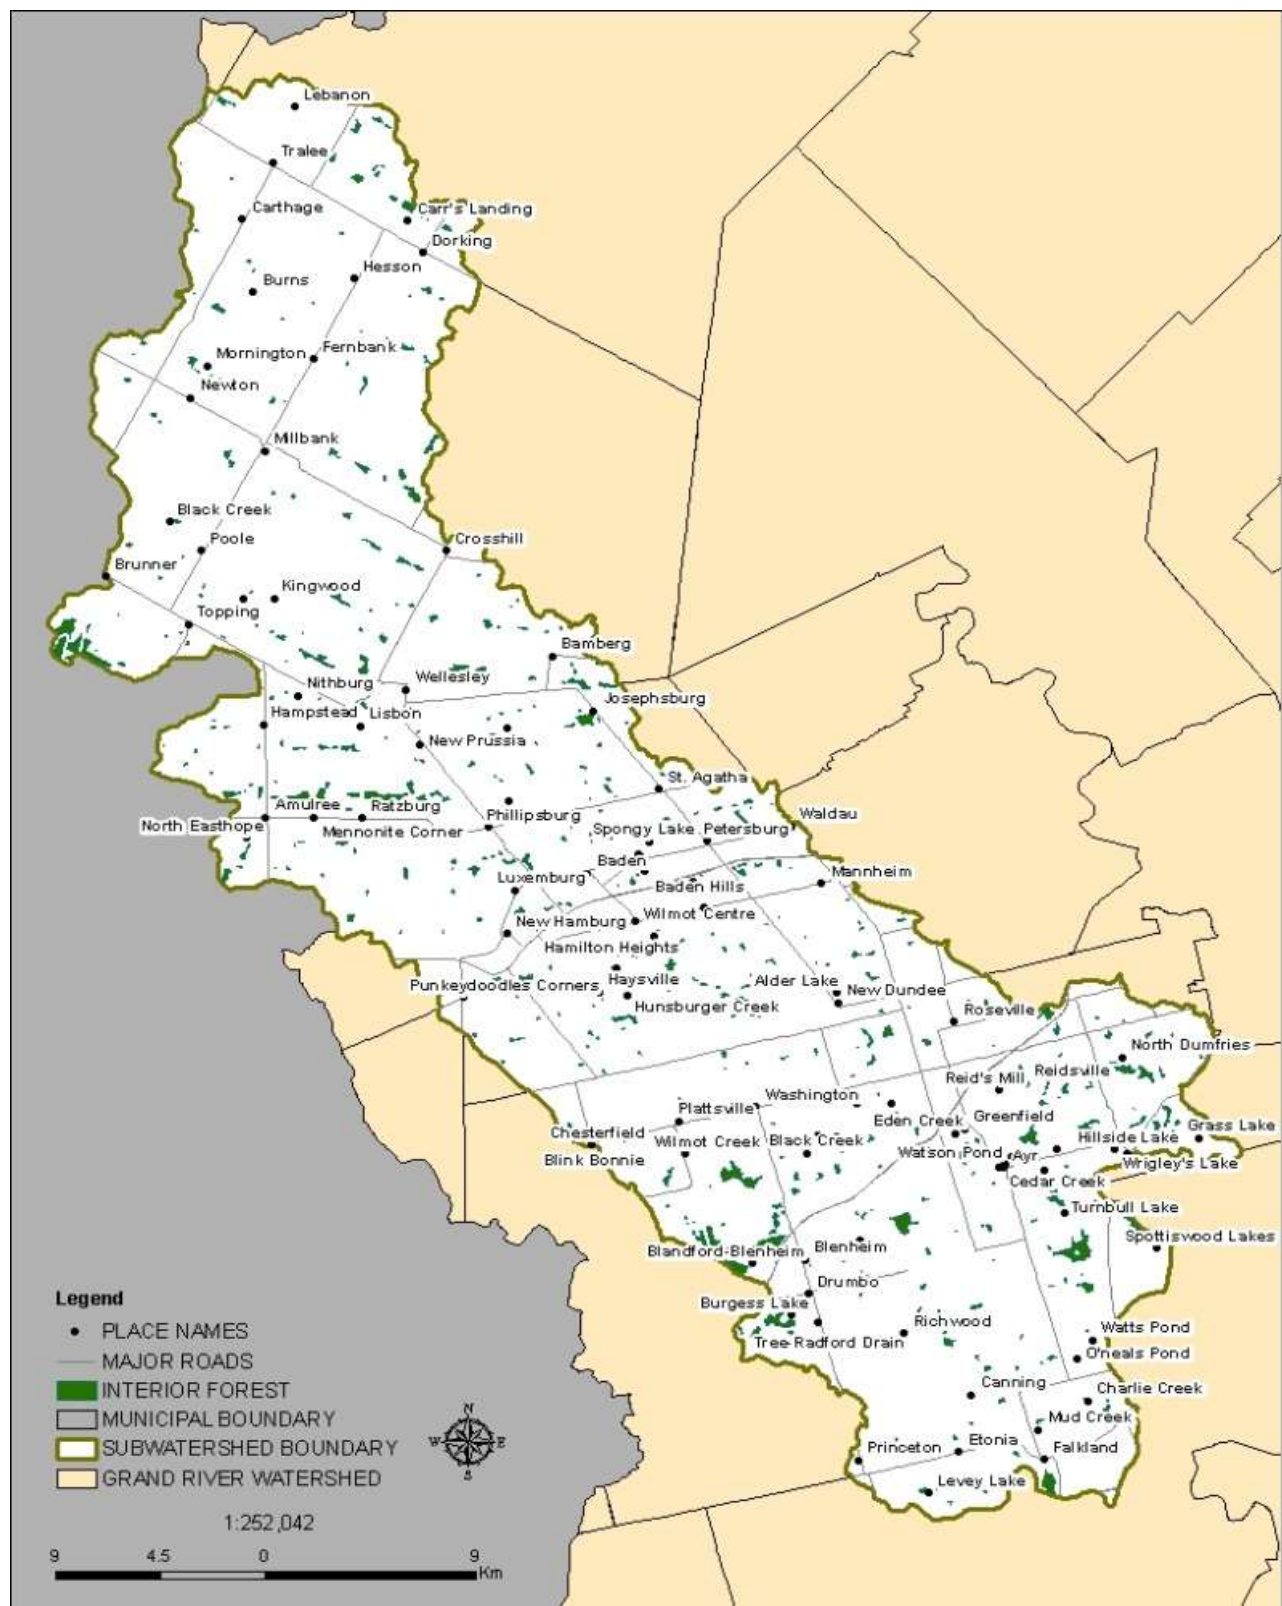 Lebanon
Tralee
Carthage
Carr's Landing
Dorking
Hesson
Burns
Mornington
Fernbank
Newton
Millbank
Black Creek
Poole
Crosshill
Brunner
Kingwood
Topping
Bamberg
Nithburg
Wellesley
Josephsburg
Hampstead
Lisbon
New Prussia
St. Agatha
Amulree
Ratzburg
Phillipsburg
North Easthope
Mennonite Corner
Spongy Lake
Petersburg
Waldau
Baden
Luxemburg
Baden Hills
Mannheim
New Hamburg
Wilmot Centre
Hamilton Heights
Punkeydoodles Corners
Haysville
Alder Lake
New Dundee
Hunsburger Creek
Roseville
North Dumfries
Reid's Mill
Reidsville
Washington
Plattsville
Eden Creek
Greenfield
Chesterfield
Wilmot Creek
Black Creek
Hillside Lake
Grass Lake
Blink Bonnie
Watson Pond
Ayr
Wrigley's Lake
Cedar Creek
Turnbull Lake
Spottiswood Lakes
Blandford-Blenheim
Blenheim
Drumbo
Burgess Lake
Richwood
Watts Pond
Tree-Radford Drain
O'neals Pond
Canning
Charlie Creek
Mud Creek
Princeton
Etonia
Falkland
Levey Lake
Legend
PLACE NAMES
MAJOR ROADS
INTERIOR FOREST
MUNICIPAL BOUNDARY
SUBWATERSHED BOUNDARY
GRAND RIVER WATERSHED
N
W E
S
1:252,042
9 4.5 0 9
Km